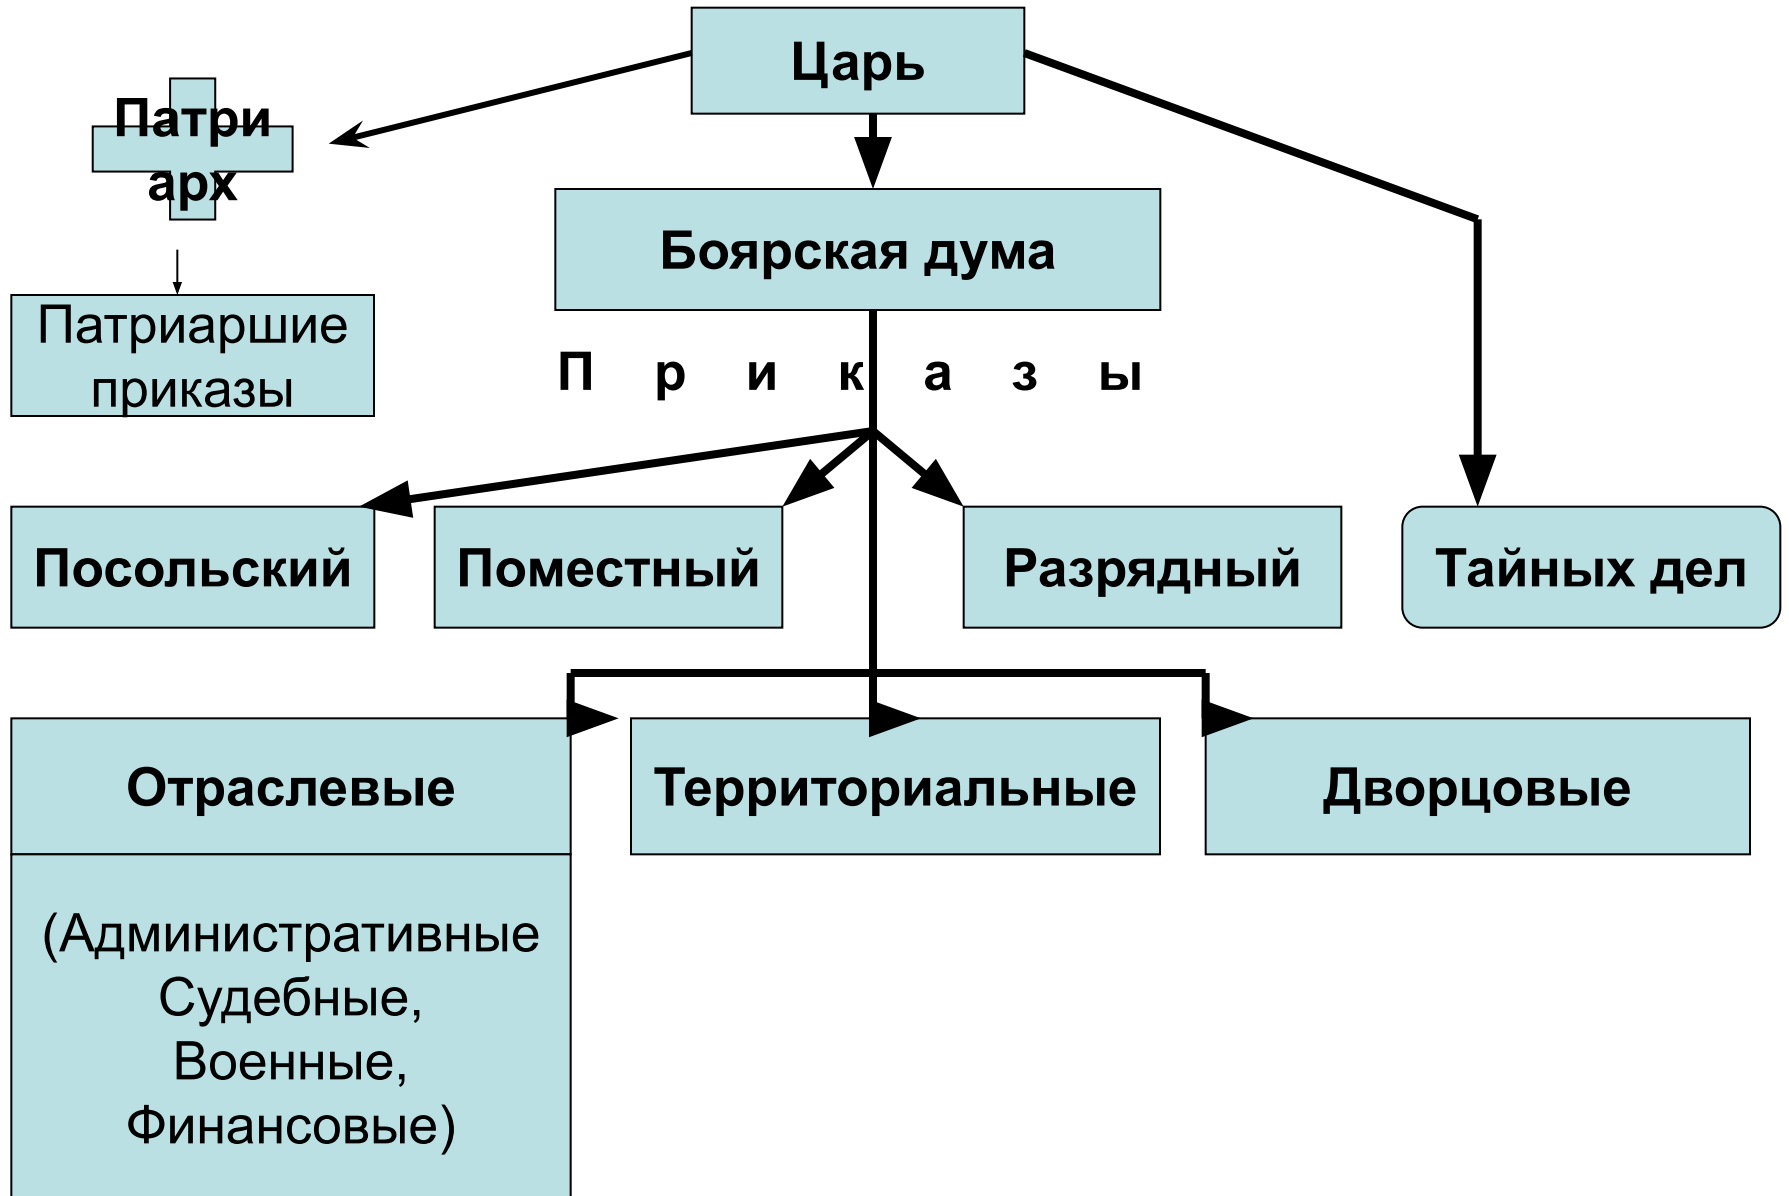 Царь
Патри
арх
Боярская дума
Патриаршие
приказы
П р и к а з ы
Посольский
Поместный
Разрядный
Тайных дел
Отраслевые
Территориальные
Дворцовые
(Административные
Судебные,
Военные,
Финансовые)